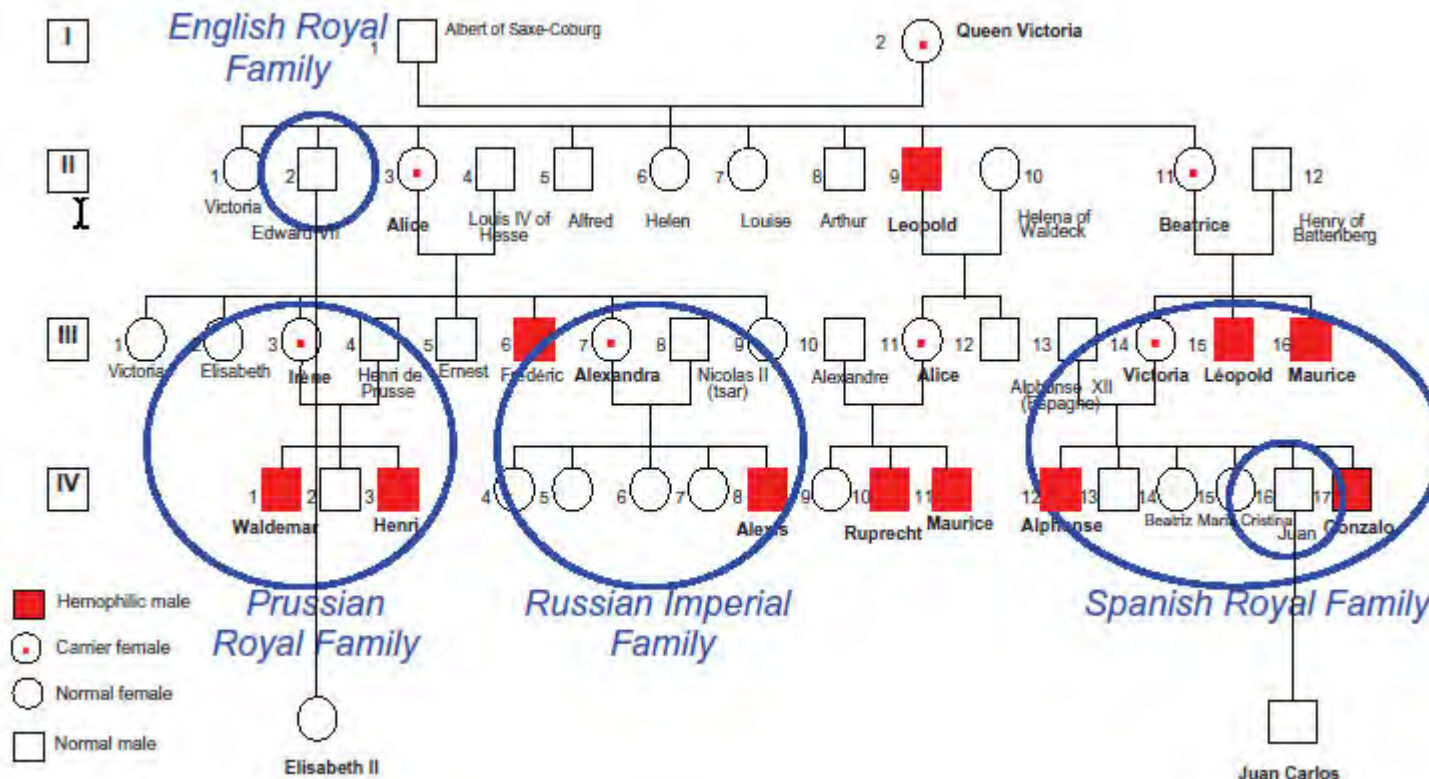 English Royal
Family
I
1
Albert of Saxe-Coburg
2
Queen Victoria
II
1
2
3
4
5
6
7
8
9
10
11
12
Victoria
Edward VII
Alice
Louis IV of
Hesse
Alfred
Helen
Louise
Arthur
Leopold
Helena of
Waldeck
Beatrice
Henry of
Battenberg
III
1
2
3
4
5
6
7
8
9
10
11
12
13
14
15
16
Victoria
Elisabeth
Irene
Henri de
Prusse
Ernest
Frédéric
Alexandra
Nicolas II
(tsar)
Alexandre
Alice
Alphonse XII
(Espagne)
Victoria
Léopold
Maurice
IV
1
2
3
4
5
6
7
8
9
10
11
12
13
14
15
16
17
Waldemar
Henri
Alexis
Ruprecht
Maurice
Alphonse
Beatriz
Maria Cristina
Juan
Gonzalo
Prussian
Royal Family
Russian Imperial
Family
Spanish Royal Family
Hemophilic male
Carrier female
Normal female
Normal male
Elisabeth II
Juan Carlos